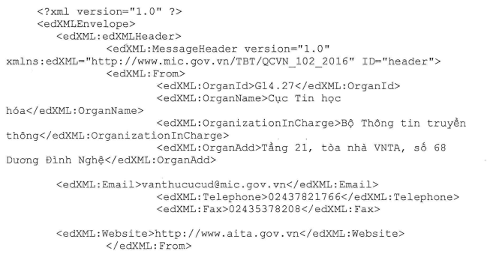 <?xml version="1.0" ?>
<edXMLEnvelope>
<edXML:edXMLHeader>
<edXML:MessageHeader version="1.0"
xmlns:edXML="http://www.mic.gov.vn/TBT/QCVN_102_2016" ID="header">
<edXML:From>
<edXML:OrganId>G14.27</edXML:OrganId>
<edXML:OrganName>Cục Tin học
hóa</edXML:OrganName>
<edXML:OrganizationInCharge>Bộ Thông tin truyền
thông</edXML:OrganizationInCharge>
<edXML:OrganAdd>Tầng 21, tòa nhà VNTA, số 68
Dương Đình Nghệ</edXML:OrganAdd>
<edXML:Email>vanthucucud@mic.gov.vn</edXML:Email>
<edXML:Telephone>02437821766</edXML:Telephone>
<edXML:Fax>02435378208</edXML:Fax>
<edXML:Website>http://www.aita.gov.vn</edXML:Website>
</edXML:From>